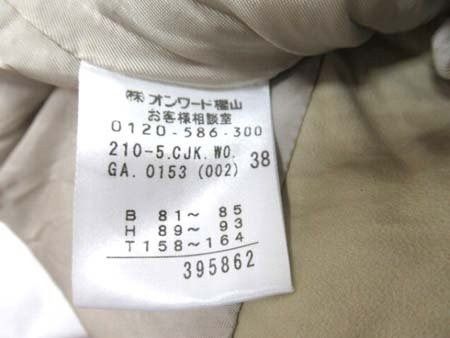 ㈱オンワード樫山
お客様相談室
0120-586-300
210-5.CJK.WO. 38
GA. 0153 (002)
B 81～ 85
H 89～ 93
T158～164
395862